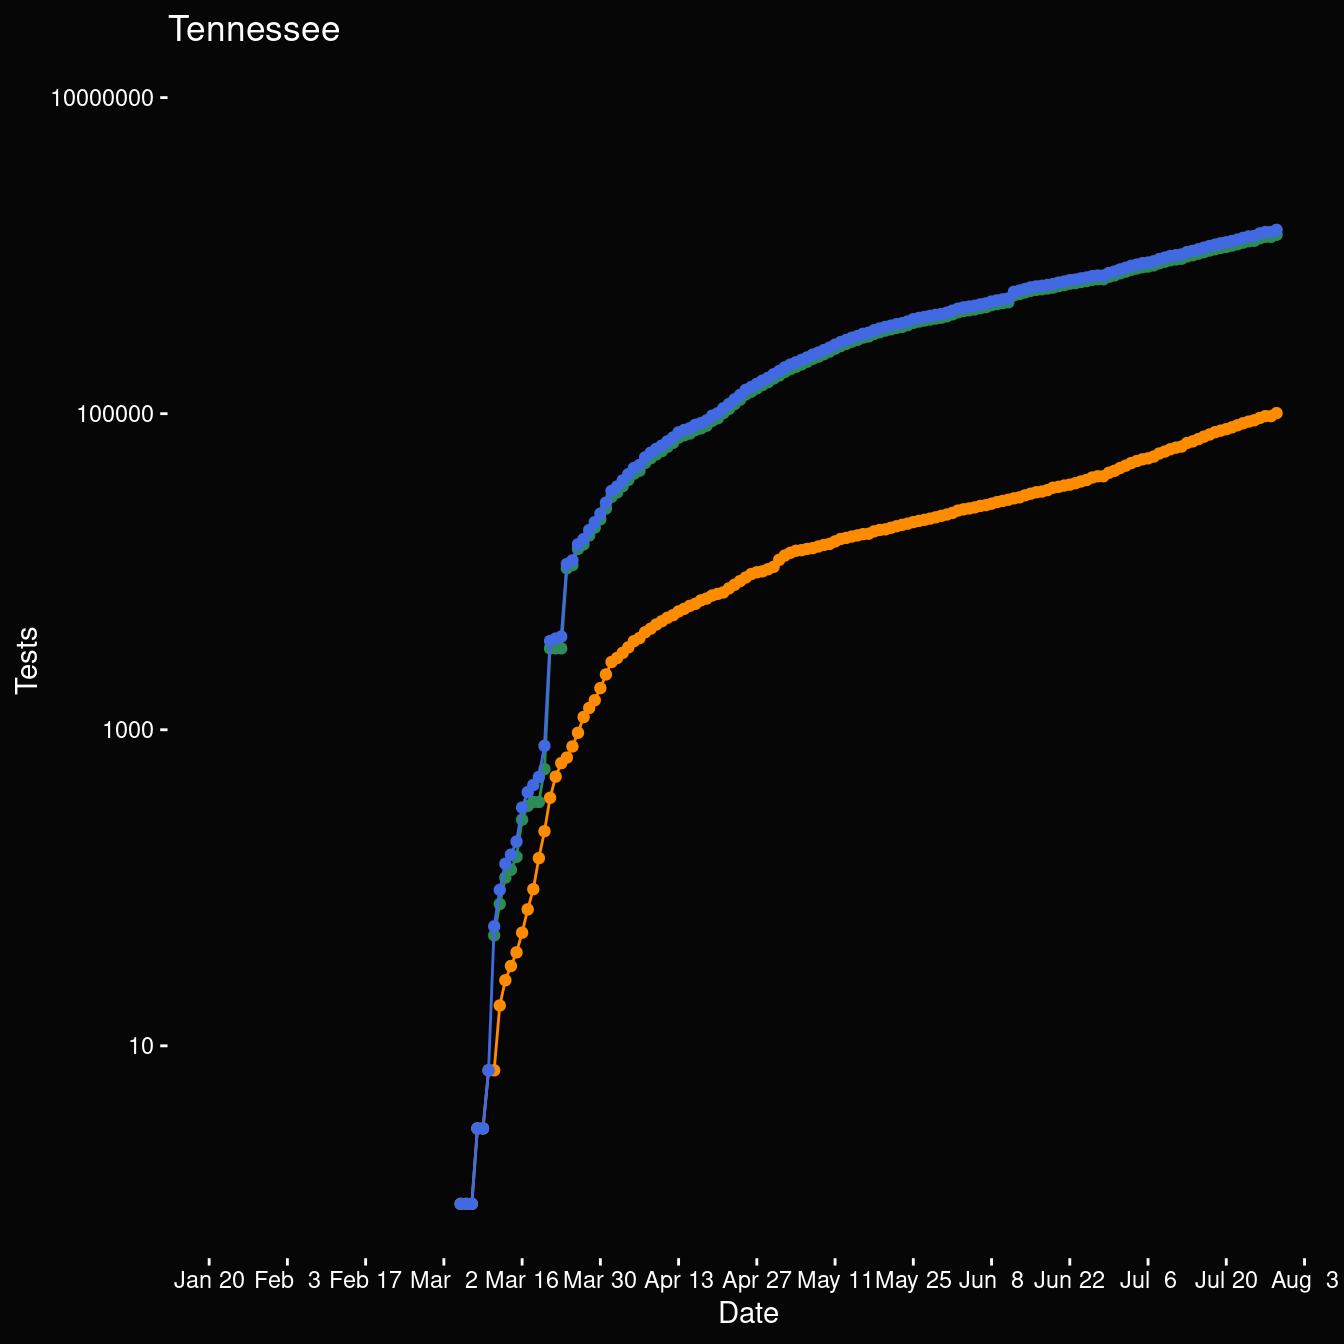 Tennessee
10000000
100000
1000
10
Tests
Jan 20 Feb 3 Feb 17 Mar 2 Mar 16 Mar 30 Apr 13 Apr 27 May 11 May 25 Jun 8 Jun 22 Jul 6 Jul 20 Aug 3
Date